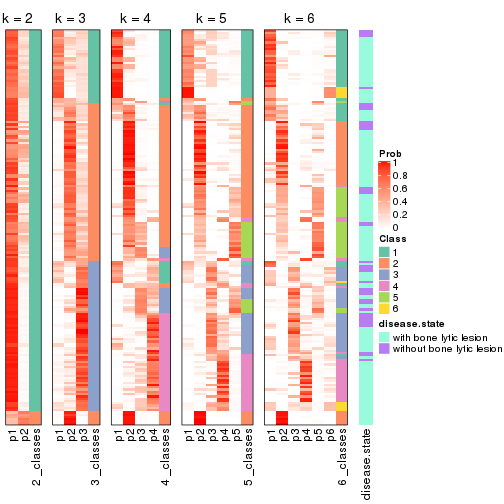 k = 2 k = 3 k = 4 k = 5 k = 6
Prob
1
0.8
0.6
0.4
0.2
0
Class
1
2
3
4
5
6
disease.state
with bone lytic lesion
without bone lytic lesion
p1 p2 2_classes p1 p2 p3 3_classes p1 p2 p3 p4 4_classes p1 p2 p3 p4 p5 5_classes p1 p2 p3 p4 p5 p6 6_classes disease.state